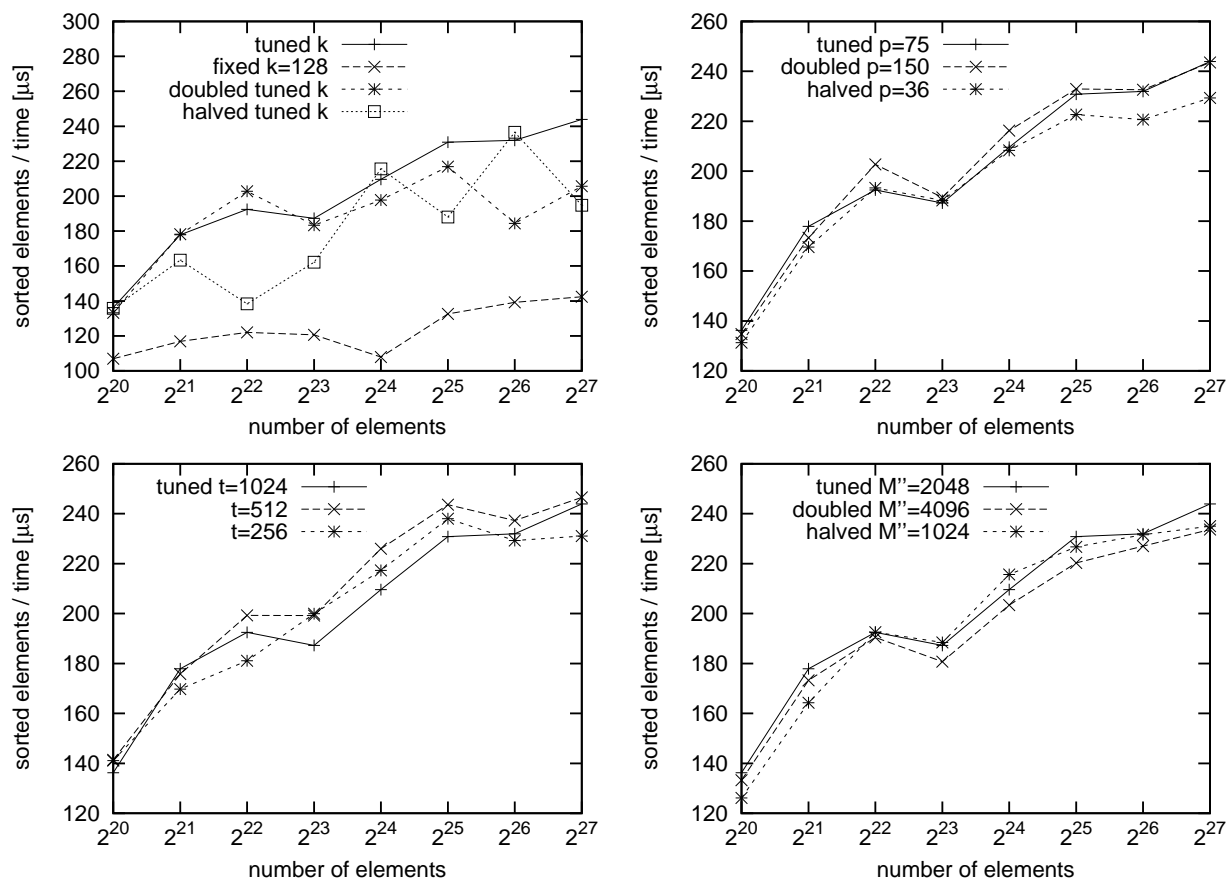 sorted elements / time [µs]
300
280
260
240
220
200
180
160
140
120
100
tuned k
fixed k=128
doubled tuned k
halved tuned k
2^20 2^21 2^22 2^23 2^24 2^25 2^26 2^27
number of elements
sorted elements / time [µs]
260
240
220
200
180
160
140
120
tuned p=75
doubled p=150
halved p=36
2^20 2^21 2^22 2^23 2^24 2^25 2^26 2^27
number of elements
sorted elements / time [µs]
260
240
220
200
180
160
140
120
tuned t=1024
t=512
t=256
2^20 2^21 2^22 2^23 2^24 2^25 2^26 2^27
number of elements
sorted elements / time [µs]
260
240
220
200
180
160
140
120
tuned M''=2048
doubled M''=4096
halved M''=1024
2^20 2^21 2^22 2^23 2^24 2^25 2^26 2^27
number of elements